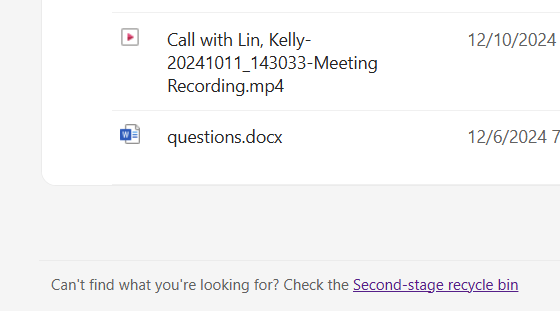 Call with Lin, Kelly-
20241011_143033-Meeting
Recording.mp4
12/10/2024
questions.docx
12/6/2024 7
Can't find what you're looking for? Check the Second-stage recycle bin